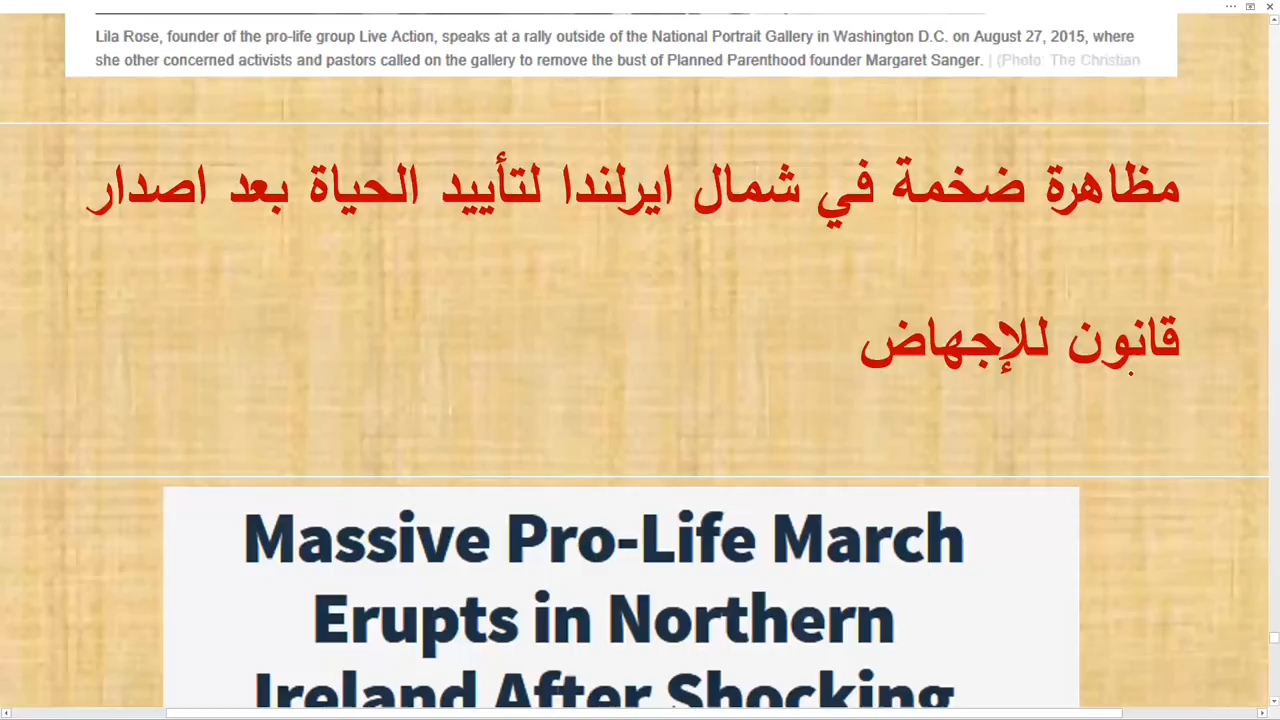 Lila Rose, founder of the pro-life group Live Action, speaks at a rally outside of the National Portrait Gallery in Washington D.C. on August 27, 2015, where
she other concerned activists and pastors called on the gallery to remove the bust of Planned Parenthood founder Margaret Sanger. | (Photo: The Christian
مظاهرة ضخمة في شمال ايرلندا لتأييد الحياة بعد اصدار
قانون للإجهاض
Massive Pro-Life March
Erupts in Northern
Ireland After Shocking